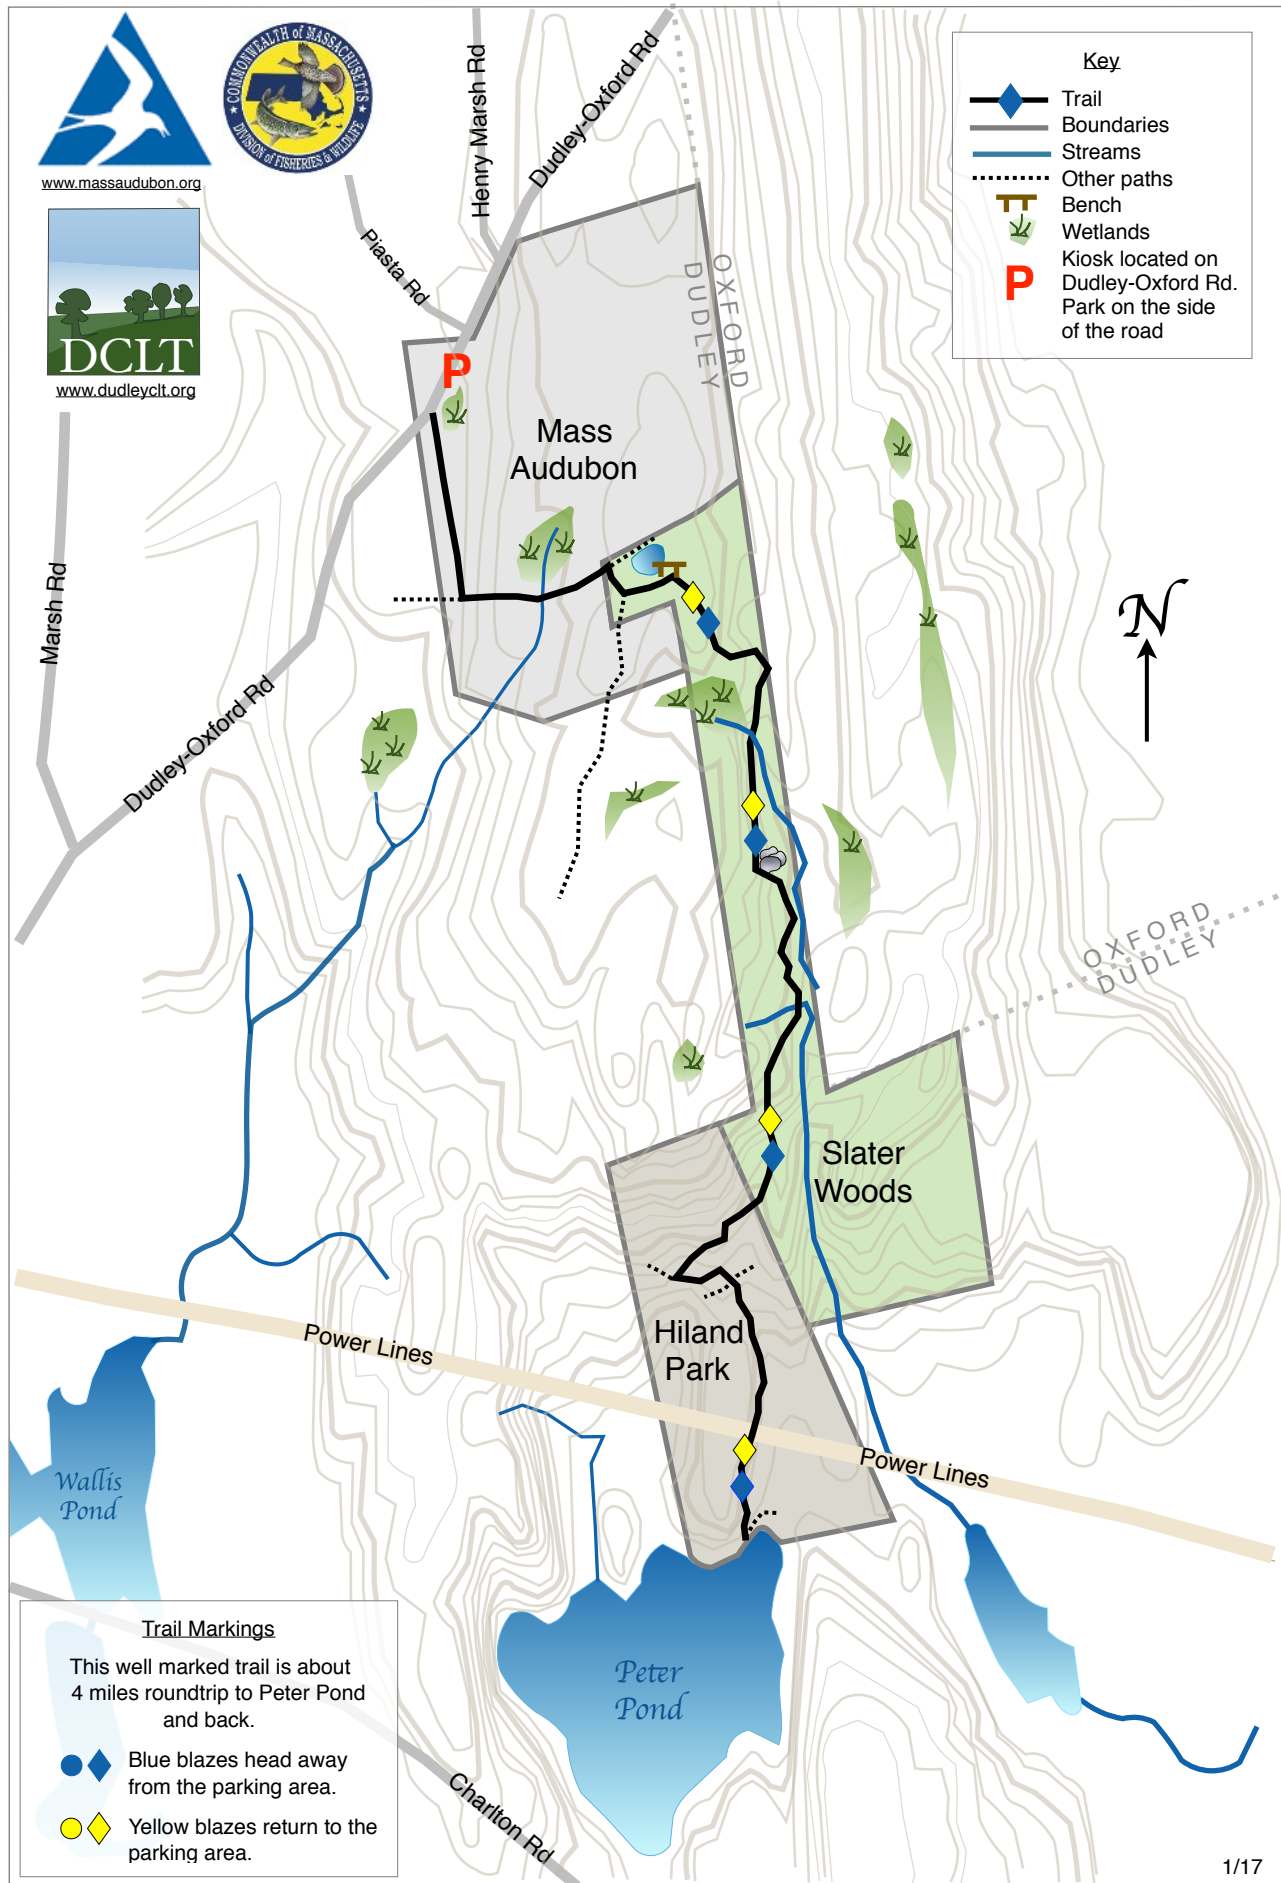 www.massaudubon.org
COMMONWEALTH of MASSACHUSETTS
DIVISION of FISHERIES & WILDLIFE
DCLT
www.dudleyclt.org
Henry Marsh Rd
Dudley-Oxford Rd
Piasta Rd
Key
Trail
Boundaries
Streams
Other paths
Bench
Wetlands
P
Kiosk located on
Dudley-Oxford Rd.
Park on the side
of the road
OXFORD
DUDLEY
P
Mass
Audubon
Marsh Rd
Dudley-Oxford Rd
N
OXFORD
DUDLEY
Slater
Woods
Hiland
Park
Power Lines
Power Lines
Wallis
Pond
Peter
Pond
Charlton Rd
Trail Markings
This well marked trail is about
4 miles roundtrip to Peter Pond
and back.
Blue blazes head away
from the parking area.
Yellow blazes return to the
parking area.
1/17